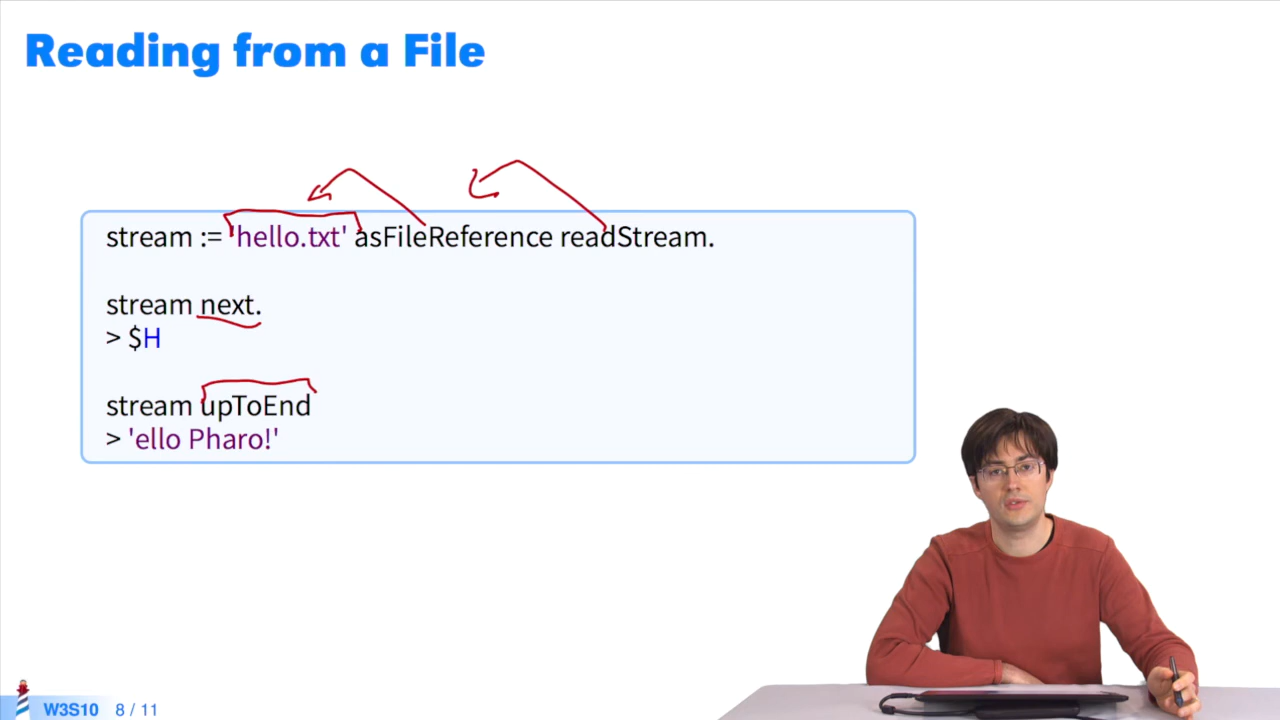 Reading from a File
stream := 'hello.txt' asFileReference readStream.
stream next.
> $H
stream upToEnd
> 'ello Pharo!'
W3S10 8 / 11